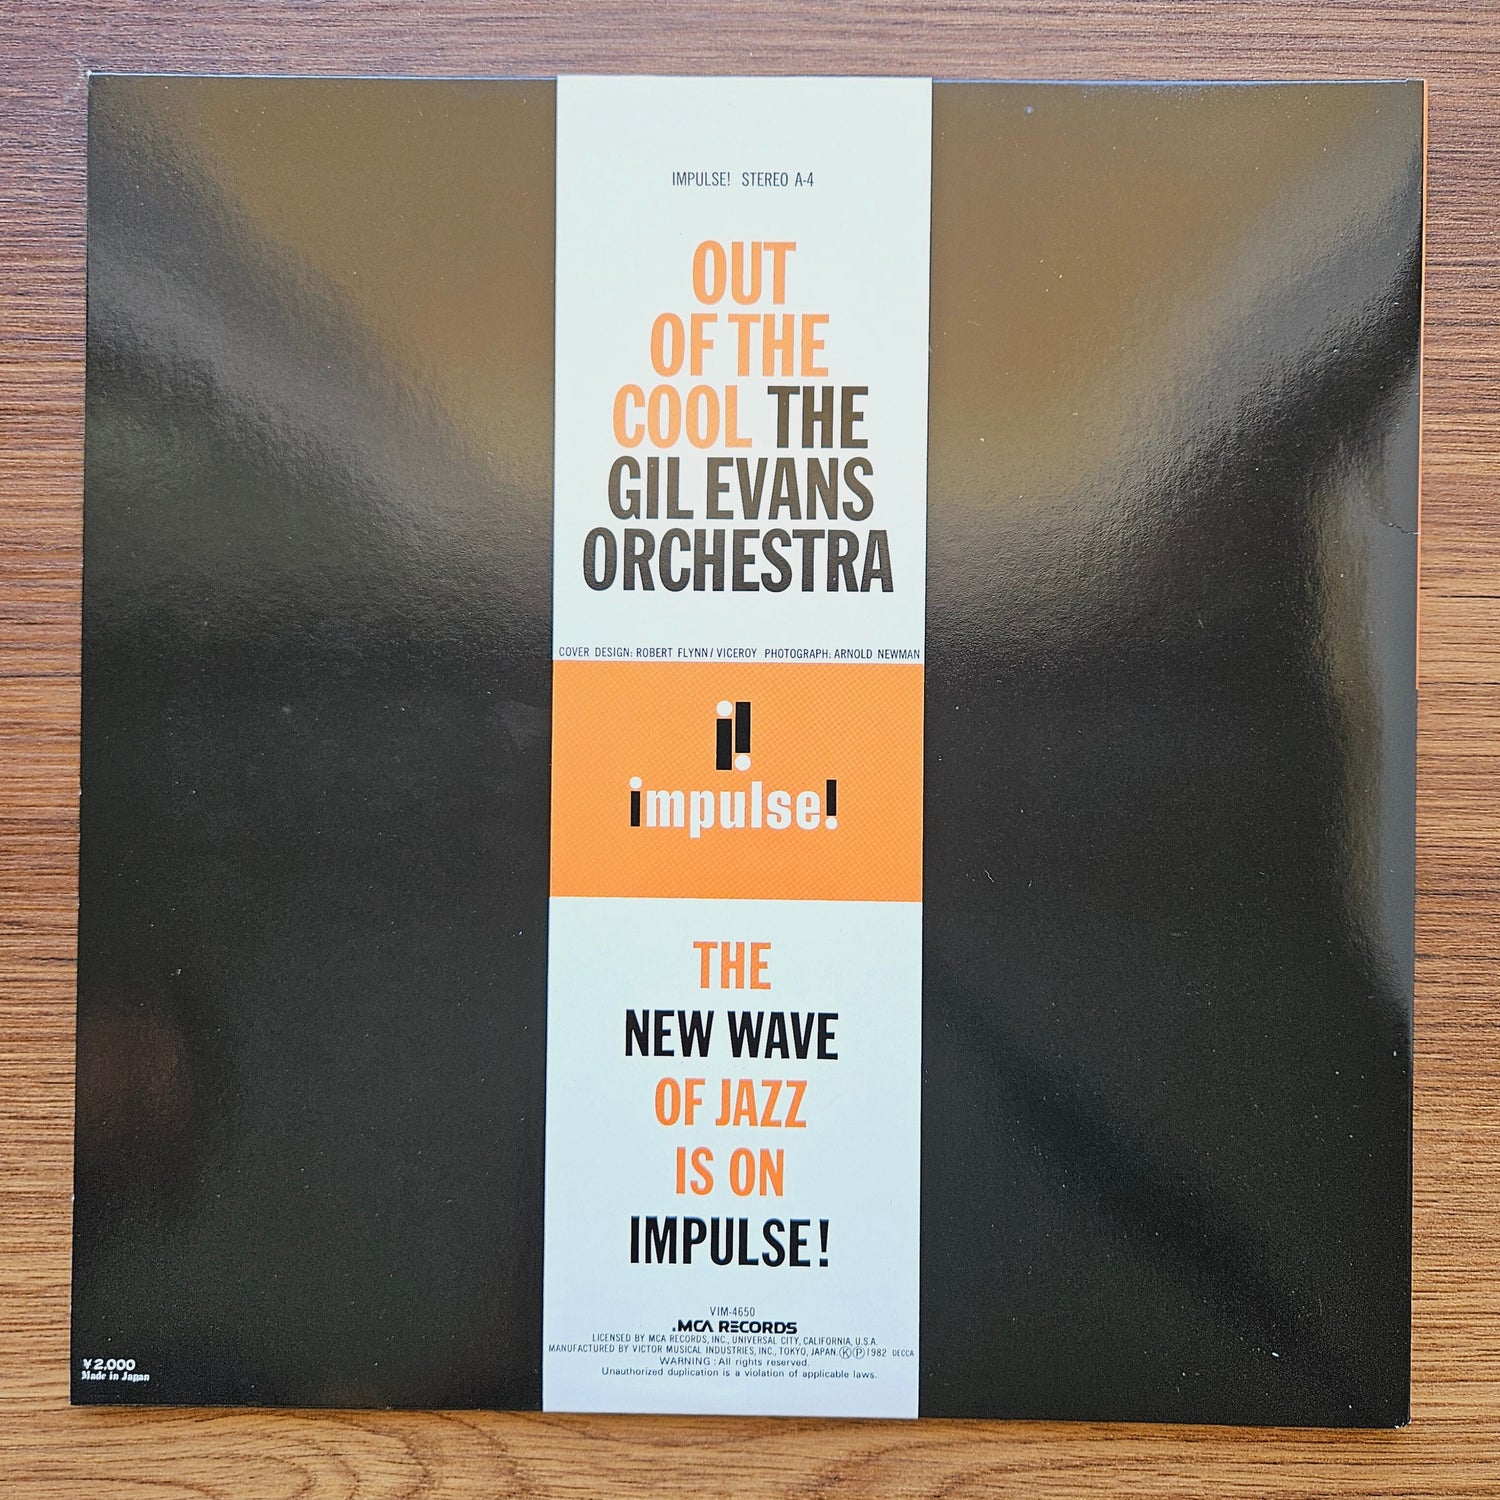 IMPULSE! STEREO A-4
OUT
OF THE
COOL THE
GIL EVANS
ORCHESTRA
COVER DESIGN: ROBERT FLYNN / VICEROY PHOTOGRAPH: ARNOLD NEWMAN
i!
impulse!
THE
NEW WAVE
OF JAZZ
IS ON
IMPULSE!
VIM-4650
.MCA RECORDS
LICENSED BY MCA RECORDS, INC., UNIVERSAL CITY, CALIFORNIA, U.S.A.
MANUFACTURED BY VICTOR MUSICAL INDUSTRIES, INC., TOKYO, JAPAN. Ⓚ Ⓟ 1982 DECCA
WARNING : All rights reserved.
Unauthorized duplication is a violation of applicable laws.
¥2,000
Made in Japan